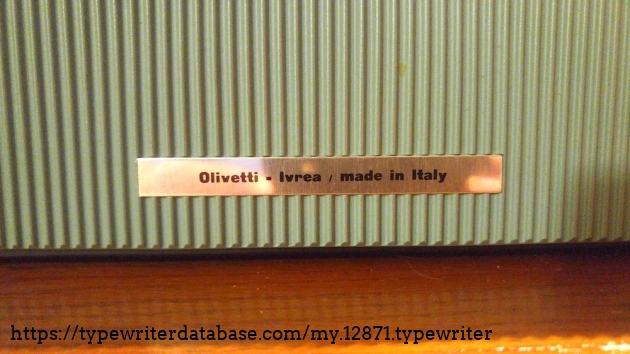 Olivetti - Ivrea / made in Italy
https://typewriterdatabase.com/my.12871.typewriter